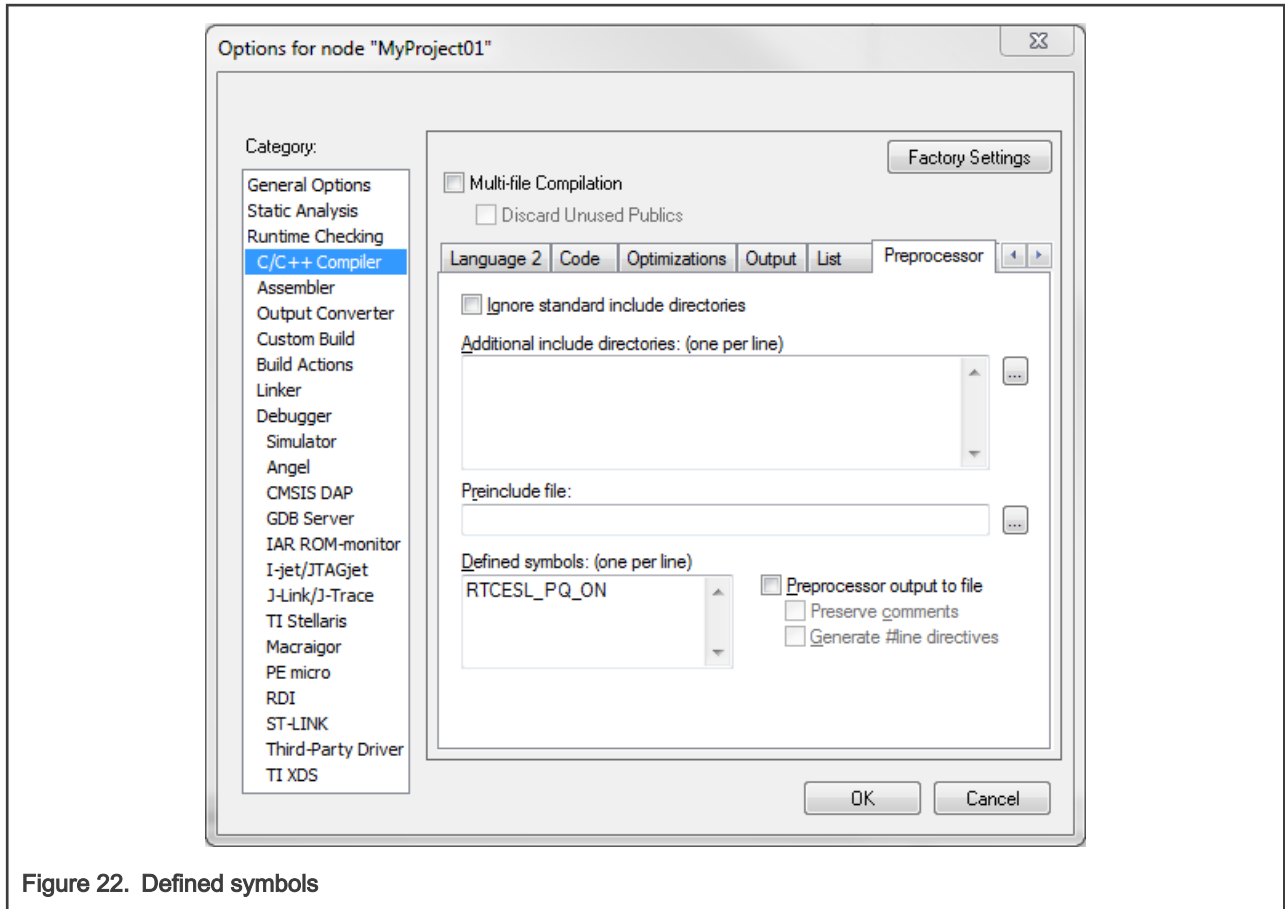 Options for node "MyProject01"
Category:
General Options
Static Analysis
Runtime Checking
C/C++ Compiler
Assembler
Output Converter
Custom Build
Build Actions
Linker
Debugger
Simulator
Angel
CMSIS DAP
GDB Server
IAR ROM-monitor
I-jet/JTAGjet
J-Link/J-Trace
TI Stellaris
Macraigor
PE micro
RDI
ST-LINK
Third-Party Driver
TI XDS
Factory Settings
Multi-file Compilation
Discard Unused Publics
Language 2 Code Optimizations Output List Preprocessor
Ignore standard include directories
Additional include directories: (one per line)
...
Preinclude file:
...
Defined symbols: (one per line)
RTCESL_PQ_ON
Preprocessor output to file
Preserve comments
Generate #line directives
OK Cancel
Figure 22. Defined symbols